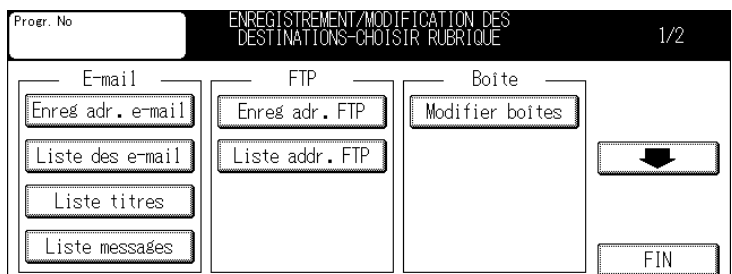 Progr. No
ENREGISTREMENT/MODIFICATION DES
DESTINATIONS-CHOISIR RUBRIQUE
1/2
E-mail
FTP
Boîte
Enreg adr. e-mail
Enreg adr. FTP
Modifier boîtes
Liste des e-mail
Liste addr. FTP
Liste titres
Liste messages
FIN